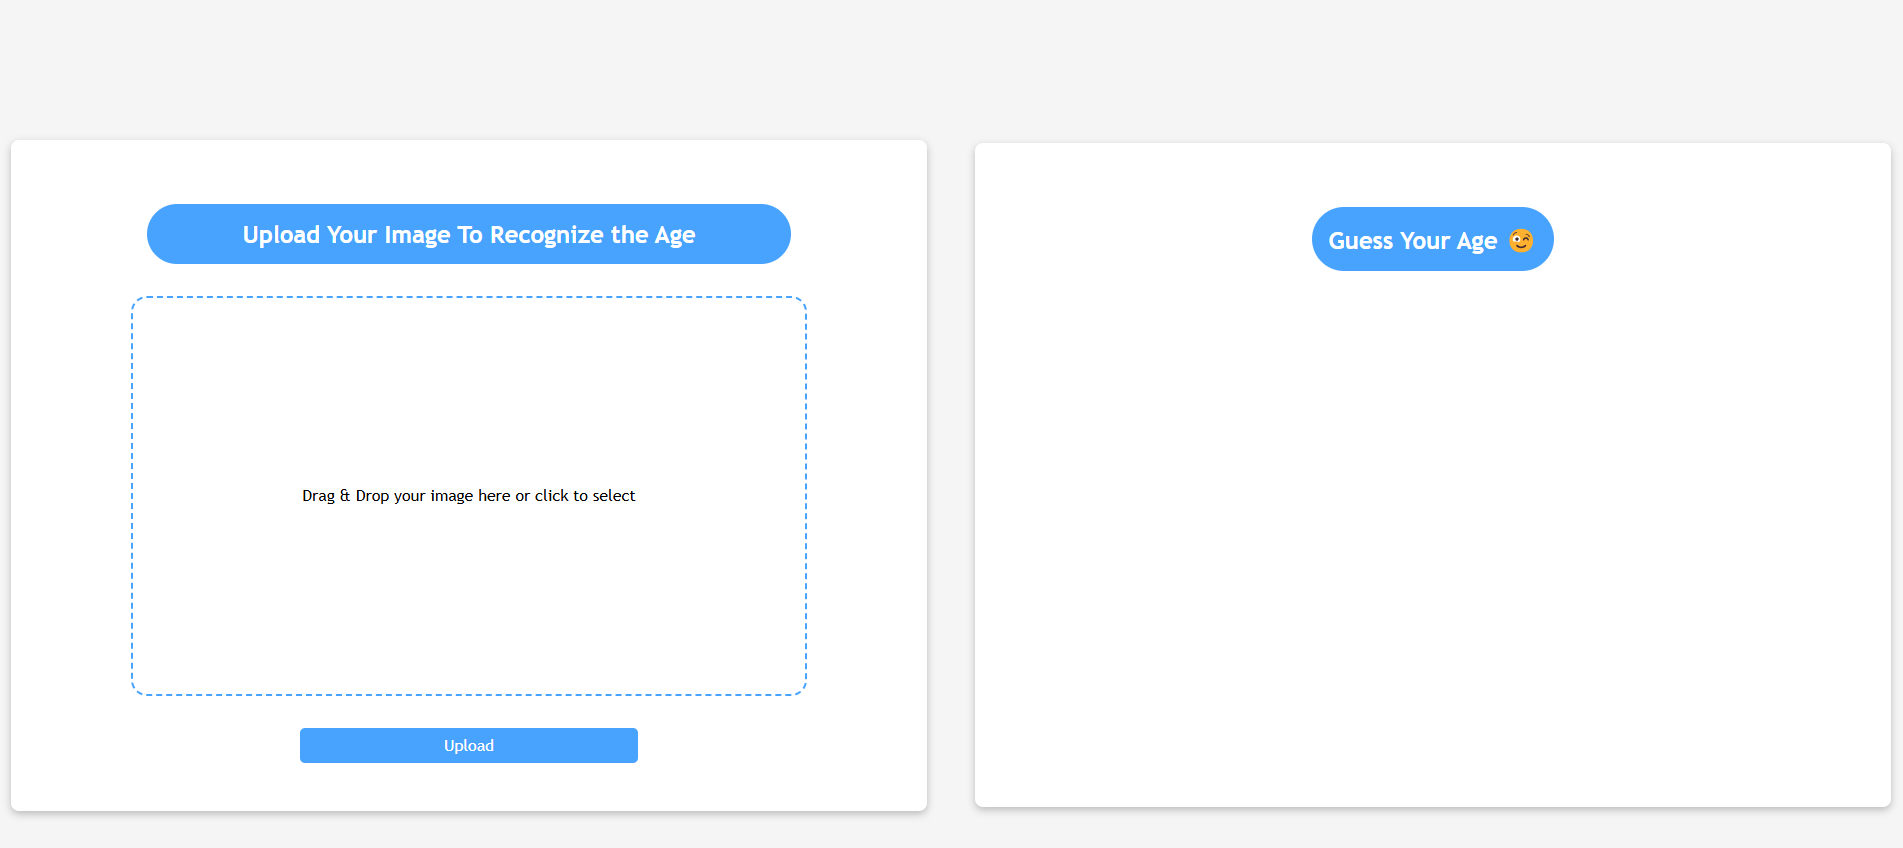 Upload Your Image To Recognize the Age
Drag & Drop your image here or click to select
Upload
Guess Your Age 😉